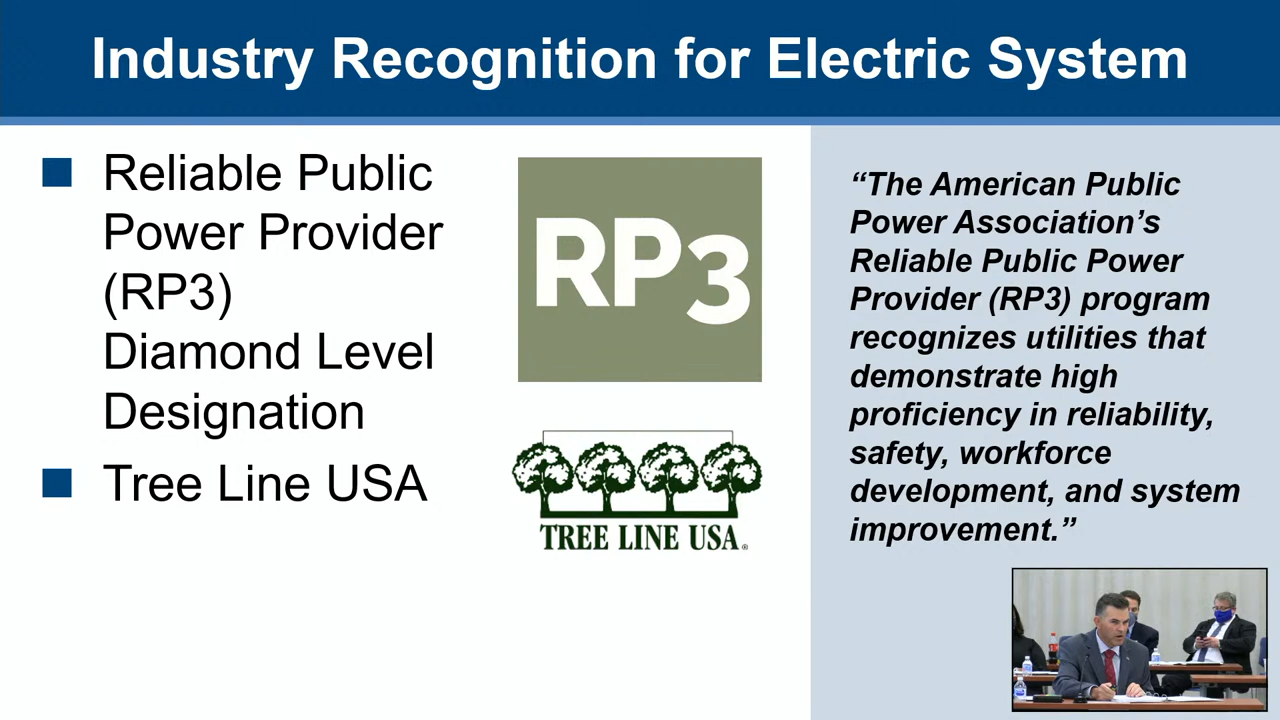 Industry Recognition for Electric System
Reliable Public
Power Provider
(RP3)
Diamond Level
Designation
Tree Line USA
RP3
TREE LINE USA®
“The American Public
Power Association’s
Reliable Public Power
Provider (RP3) program
recognizes utilities that
demonstrate high
proficiency in reliability,
safety, workforce
development, and system
improvement.”